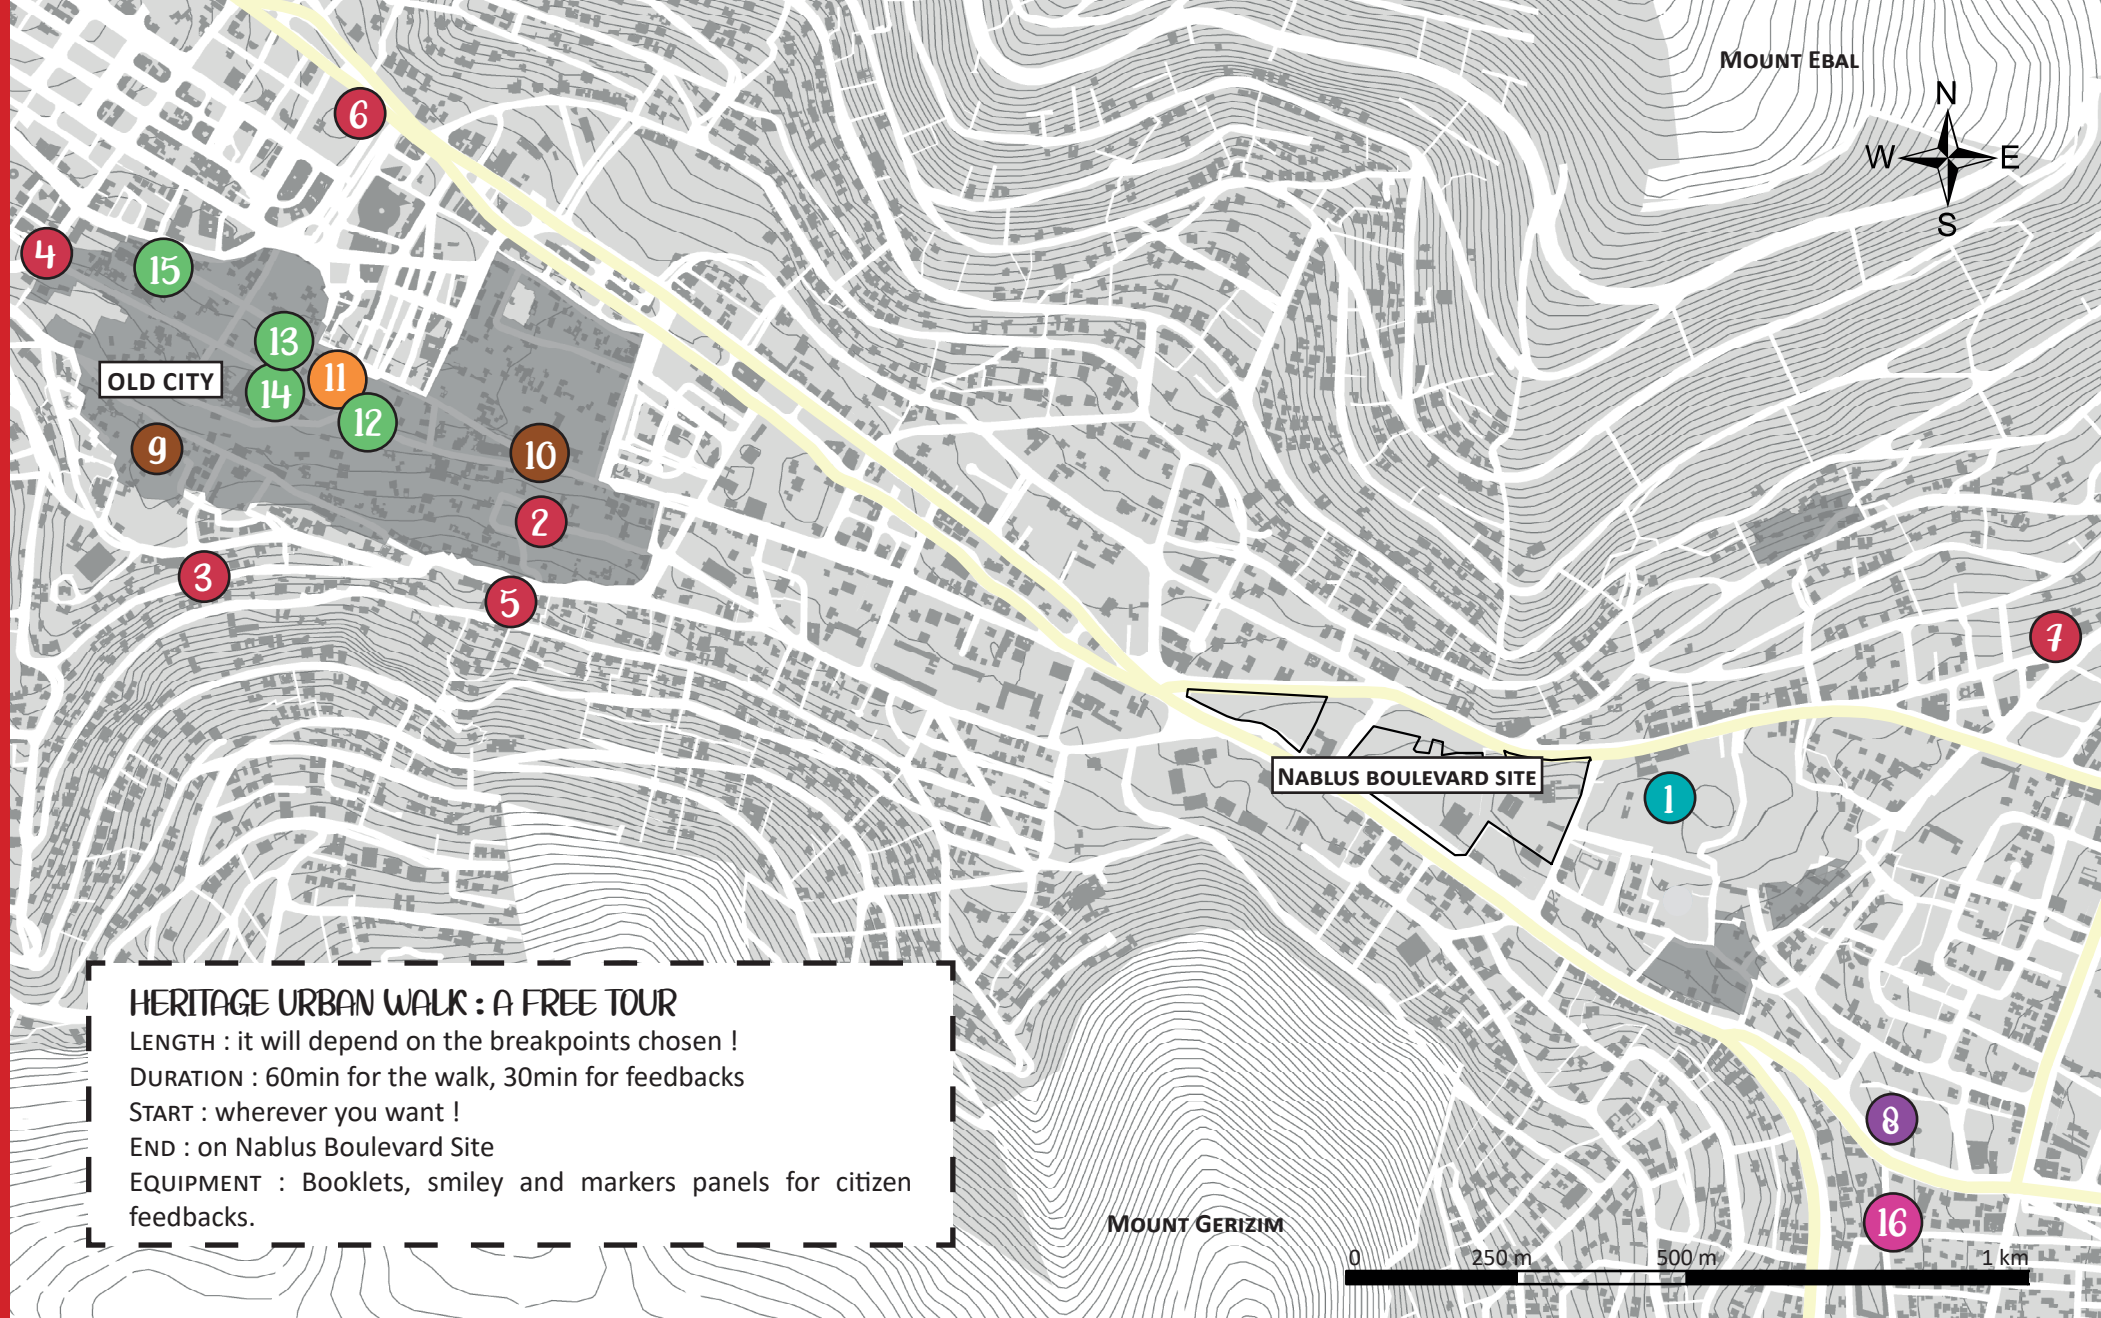 MOUNT EBAL
N
6
W E
S
4
15
13
OLD CITY
11
14
12
9
10
2
3
5
7
NABLUS BOULEVARD SITE
1
HERITAGE URBAN WALK : A FREE TOUR
LENGTH : it will depend on the breakpoints chosen !
DURATION : 60min for the walk, 30min for feedbacks
START : wherever you want !
END : on Nablus Boulevard Site
EQUIPMENT : Booklets, smiley and markers panels for citizen
feedbacks.
8
MOUNT GERIZIM
16
0 250 m 500 m 1 km